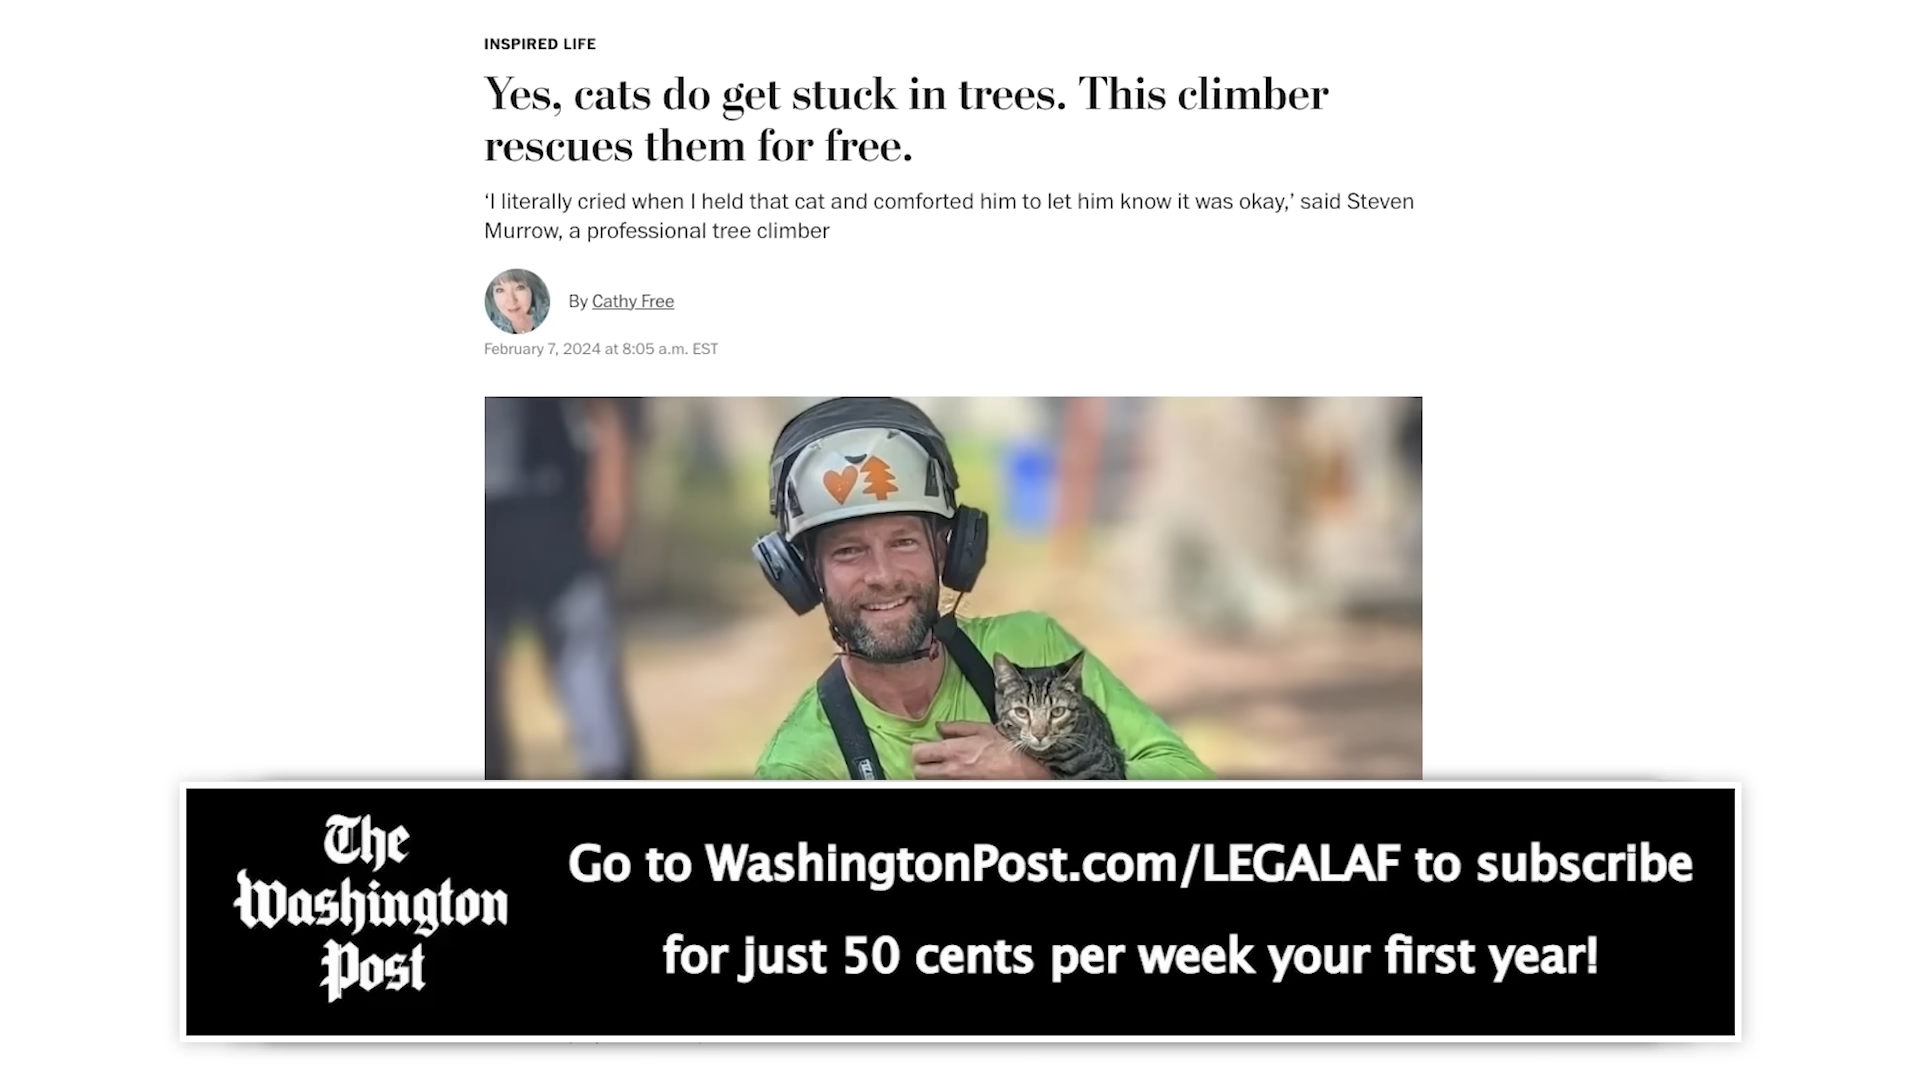 INSPIRED LIFE
Yes, cats do get stuck in trees. This climber
rescues them for free.
‘I literally cried when I held that cat and comforted him to let him know it was okay,’ said Steven
Murrow, a professional tree climber
By Cathy Free
February 7, 2024 at 8:05 a.m. EST
The
Washington
Post
Go to WashingtonPost.com/LEGALAF to subscribe
for just 50 cents per week your first year!